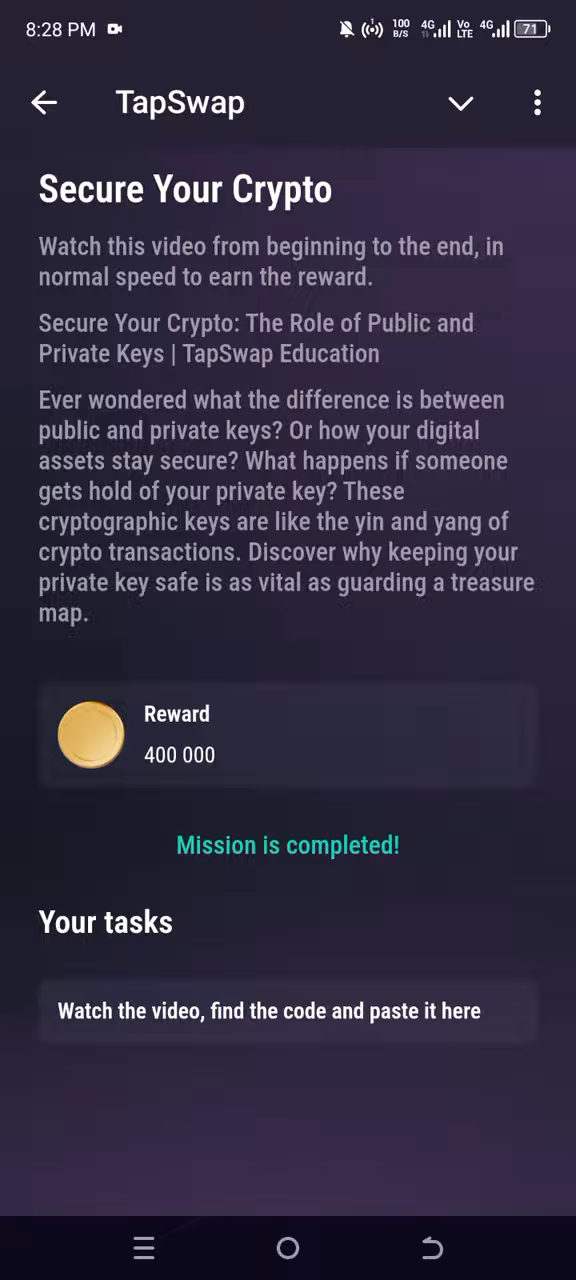 8:28 PM 100 B/S 4G Vo LTE 4G 71
TapSwap
Secure Your Crypto
Watch this video from beginning to the end, in
normal speed to earn the reward.
Secure Your Crypto: The Role of Public and
Private Keys | TapSwap Education
Ever wondered what the difference is between
public and private keys? Or how your digital
assets stay secure? What happens if someone
gets hold of your private key? These
cryptographic keys are like the yin and yang of
crypto transactions. Discover why keeping your
private key safe is as vital as guarding a treasure
map.
Reward
400 000
Mission is completed!
Your tasks
Watch the video, find the code and paste it here